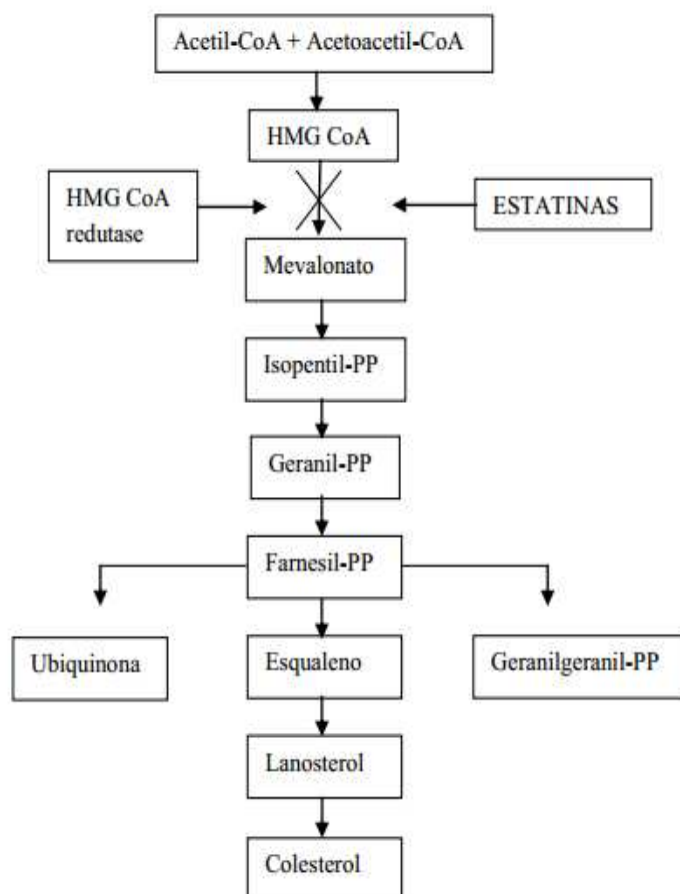 Acetil-CoA + Acetoacetil-CoA
HMG CoA
HMG CoA
redutase
ESTATINAS
Mevalonato
Isopentil-PP
Geranil-PP
Farnesil-PP
Ubiquinona
Esqualeno
Geranilgeranil-PP
Lanosterol
Colesterol